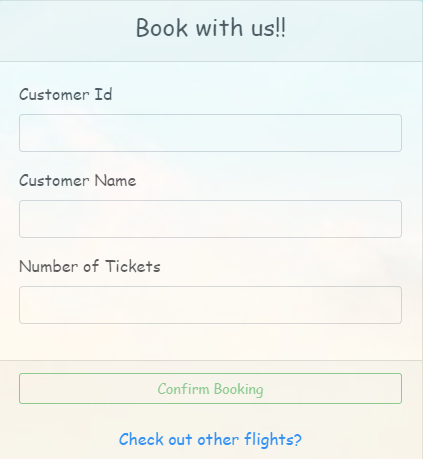 Book with us!!
Customer Id
Customer Name
Number of Tickets
Confirm Booking
Check out other flights?